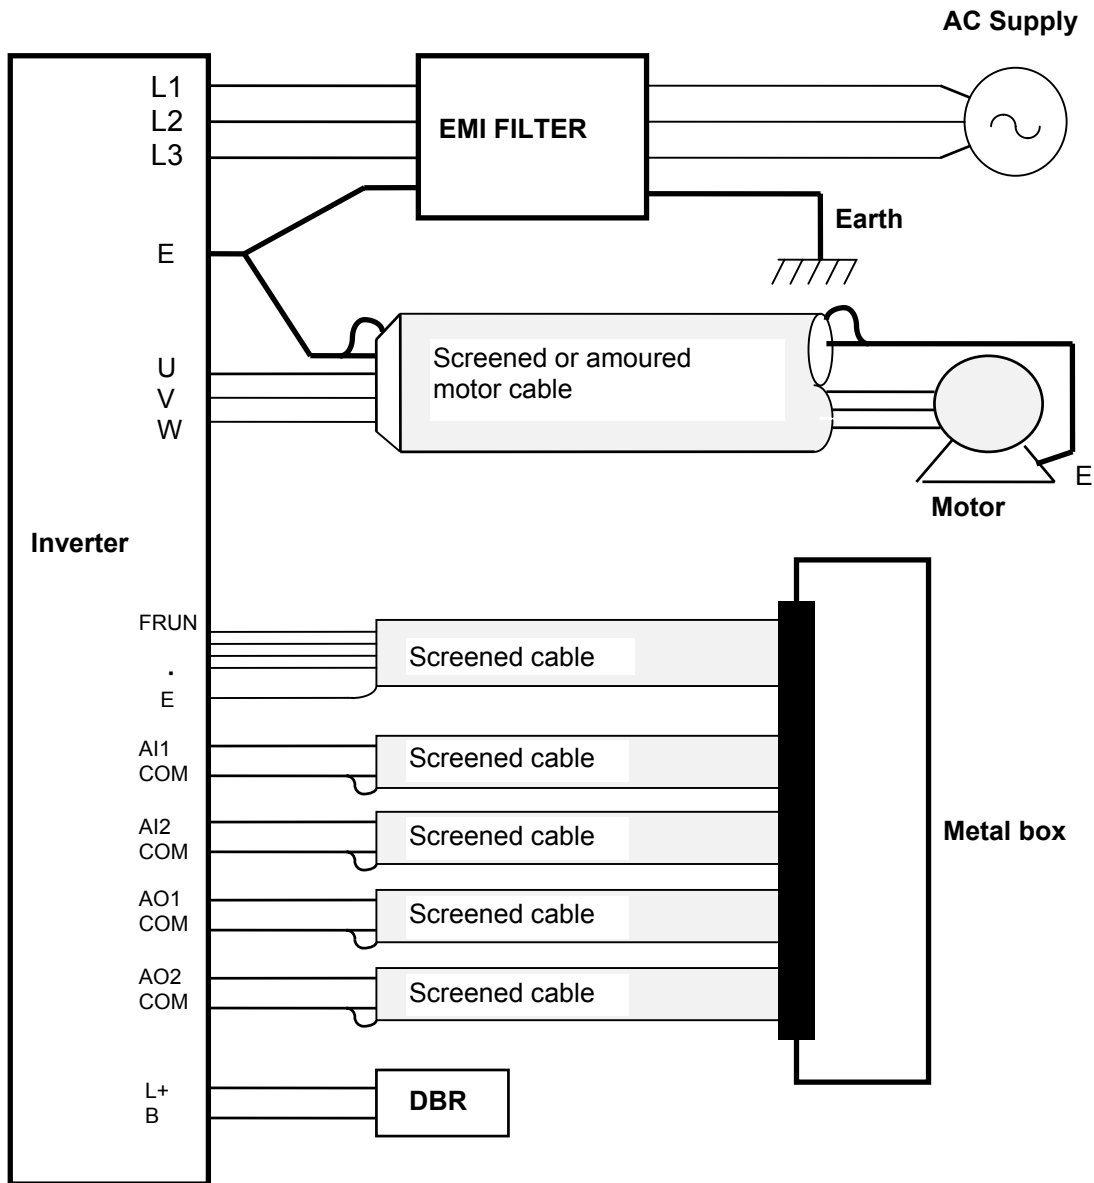 AC Supply
L1
L2
L3
EMI FILTER
Earth
E
Screened or amoured
motor cable
U
V
W
E
Motor
Inverter
FRUN
.
E
Screened cable
AI1
COM
Screened cable
AI2
COM
Screened cable
Metal box
AO1
COM
Screened cable
AO2
COM
Screened cable
L+
B
DBR